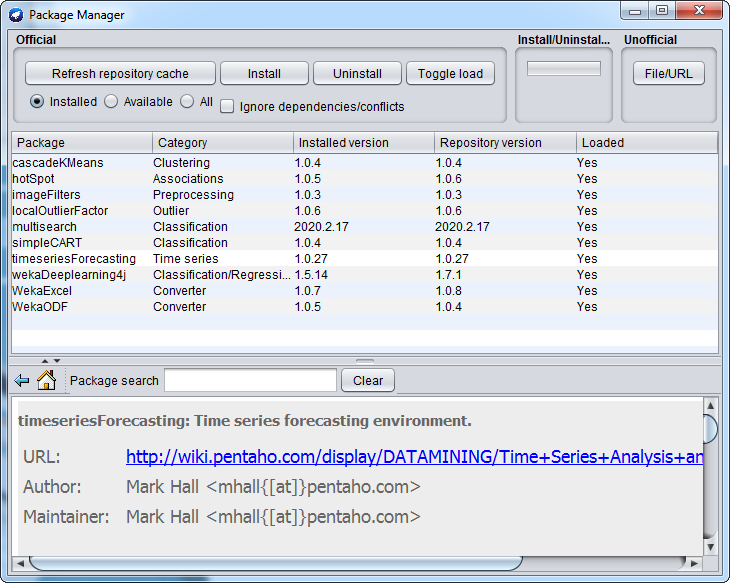 Package Manager
Official
Install/Uninstal...
Unofficial
Refresh repository cache
Install
Uninstall
Toggle load
File/URL
Installed
Available
All
Ignore dependencies/conflicts
Package Category Installed version Repository version Loaded
cascadeKMeans Clustering 1.0.4 1.0.4 Yes
hotSpot Associations 1.0.5 1.0.6 Yes
imageFilters Preprocessing 1.0.3 1.0.3 Yes
localOutlierFactor Outlier 1.0.6 1.0.6 Yes
multisearch Classification 2020.2.17 2020.2.17 Yes
simpleCART Classification 1.0.4 1.0.4 Yes
timeseriesForecasting Time series 1.0.27 1.0.27 Yes
wekaDeeplearning4j Classification/Regressi... 1.5.14 1.7.1 Yes
WekaExcel Converter 1.0.7 1.0.8 Yes
WekaODF Converter 1.0.5 1.0.4 Yes
Package search
Clear
timeseriesForecasting: Time series forecasting environment.
URL: http://wiki.pentaho.com/display/DATAMINING/Time+Series+Analysis+an
Author: Mark Hall <mhall{[at]}pentaho.com>
Maintainer: Mark Hall <mhall{[at]}pentaho.com>